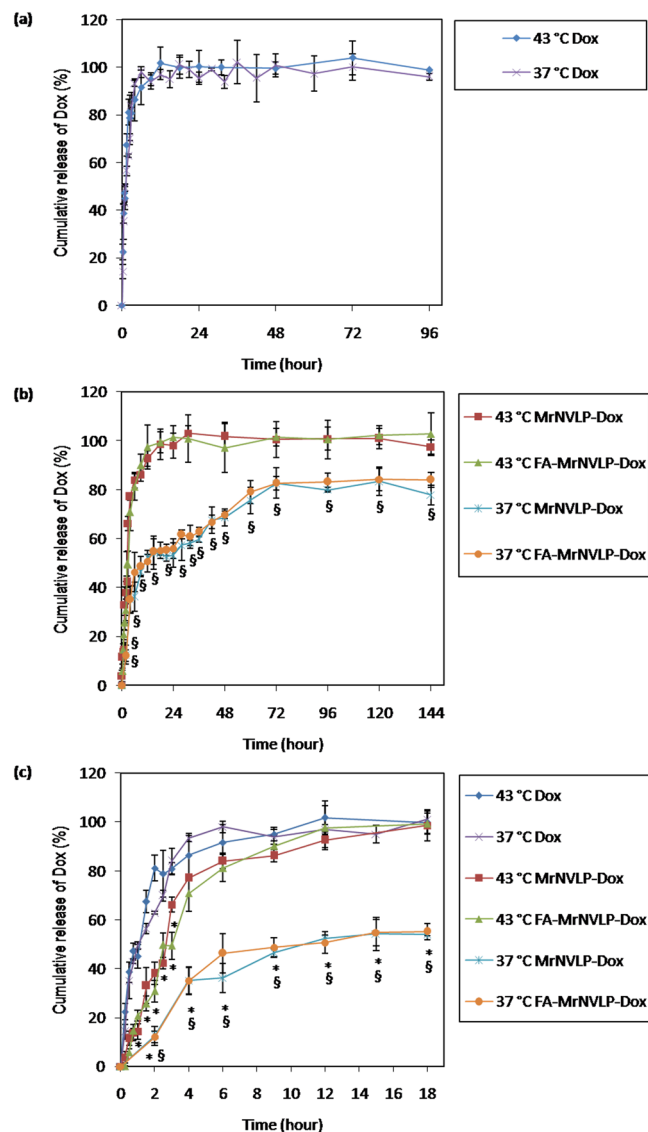 (a)
120
100
80
60
40
20
0
Cumulative release of Dox (%)
0 24 48 72 96
Time (hour)
43 °C Dox
37 °C Dox
(b)
120
100
80
60
40
20
0
Cumulative release of Dox (%)
§ § § § § § § § § § § § § § §
0 24 48 72 96 120 144
Time (hour)
43 °C MrNVLP-Dox
43 °C FA-MrNVLP-Dox
37 °C MrNVLP-Dox
37 °C FA-MrNVLP-Dox
(c)
120
100
80
60
40
20
0
Cumulative release of Dox (%)
* * * * * *
* * * * * * *
§ § § § § § §
0 2 4 6 8 10 12 14 16 18
Time (hour)
43 °C Dox
37 °C Dox
43 °C MrNVLP-Dox
43 °C FA-MrNVLP-Dox
37 °C MrNVLP-Dox
37 °C FA-MrNVLP-Dox